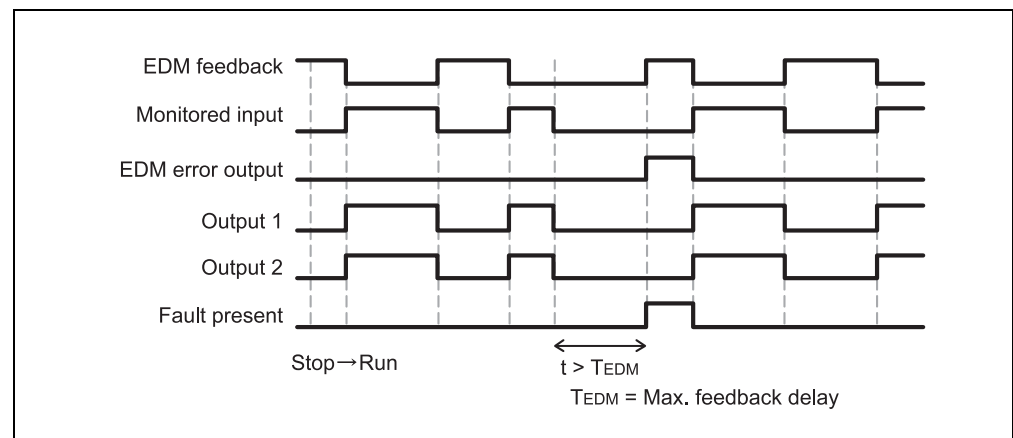 EDM feedback
Monitored input
EDM error output
Output 1
Output 2
Fault present
Stop→Run
t > TEDM
TEDM = Max. feedback delay